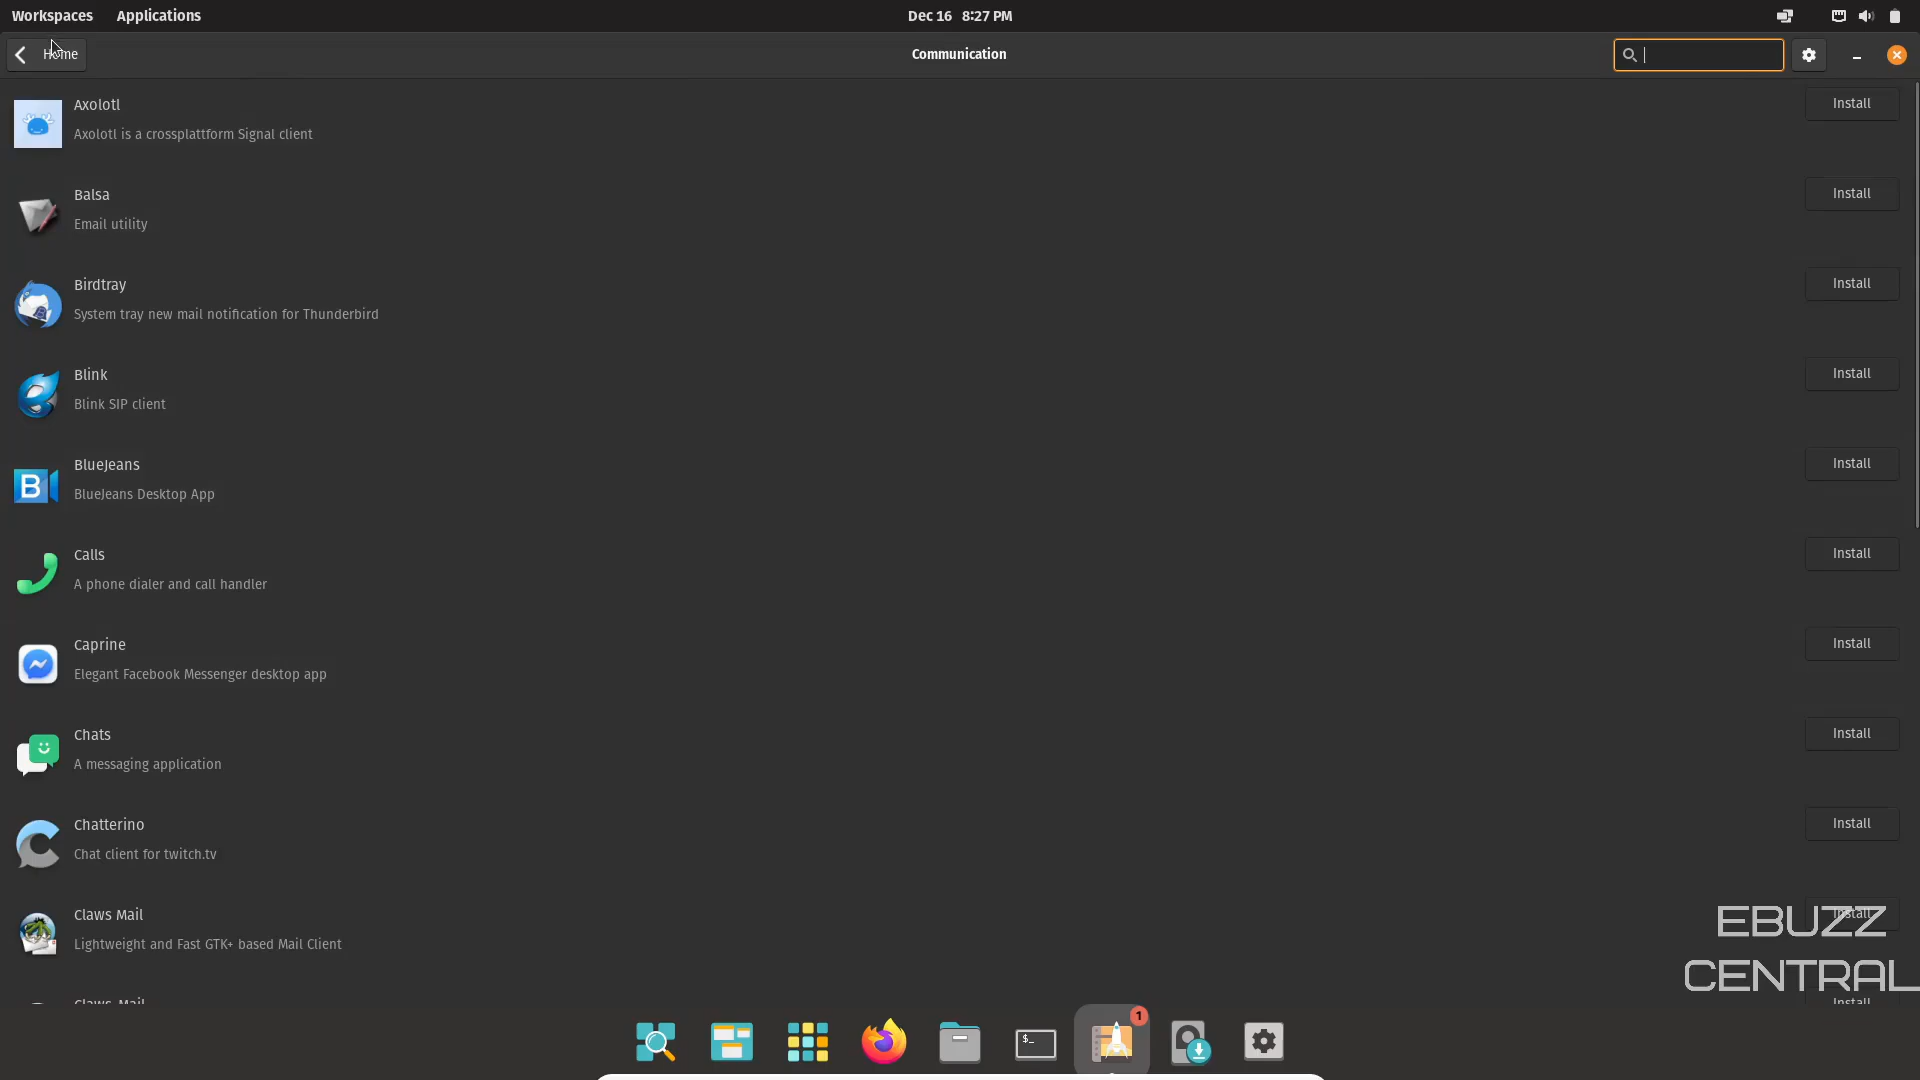 Workspaces Applications Dec 16 8:27 PM
Home Communication
Axolotl Install
Axolotl is a crossplattform Signal client
Balsa Install
Email utility
Birdtray Install
System tray new mail notification for Thunderbird
Blink Install
Blink SIP client
BlueJeans Install
BlueJeans Desktop App
Calls Install
A phone dialer and call handler
Caprine Install
Elegant Facebook Messenger desktop app
Chats Install
A messaging application
Chatterino Install
Chat client for twitch.tv
Claws Mail Install
Lightweight and Fast GTK+ based Mail Client
EBUZZ
CENTRAL
Claws Mail Install
1
$_